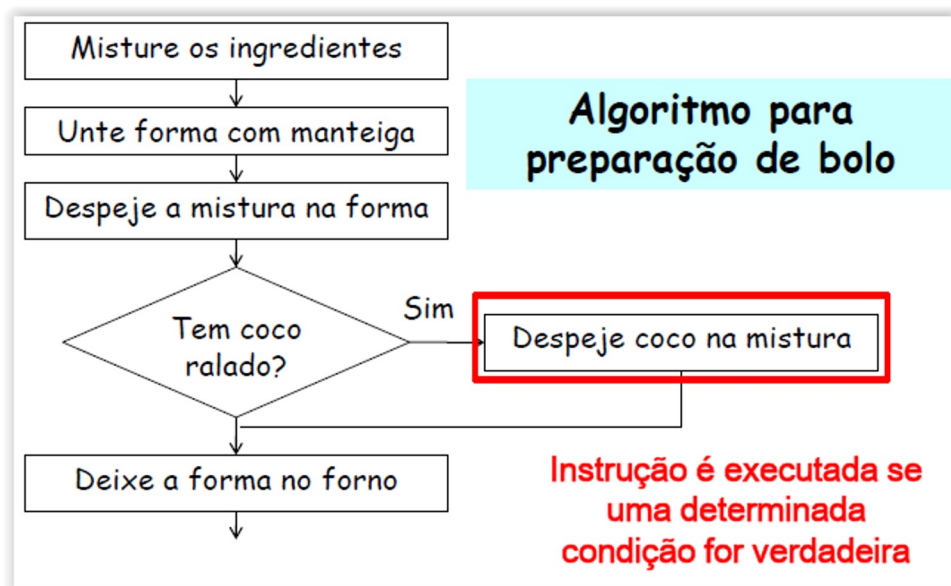 Misture os ingredientes
Unte forma com manteiga
Algoritmo para
preparação de bolo
Despeje a mistura na forma
Tem coco
ralado?
Sim
Despeje coco na mistura
Deixe a forma no forno
Instrução é executada se
uma determinada
condição for verdadeira